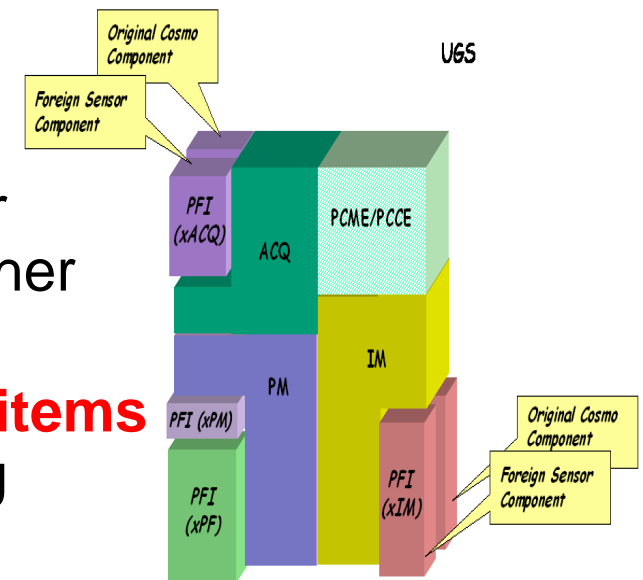 Original Cosmo
Component
UGS
Foreign Sensor
Component
PFI
(xACQ)
ACQ
PCME/PCCE
ner
IM
PM
items
PFI (xPM)
Original Cosmo
Component
Foreign Sensor
Component
PFI
(xPF)
PFI
(xIM)